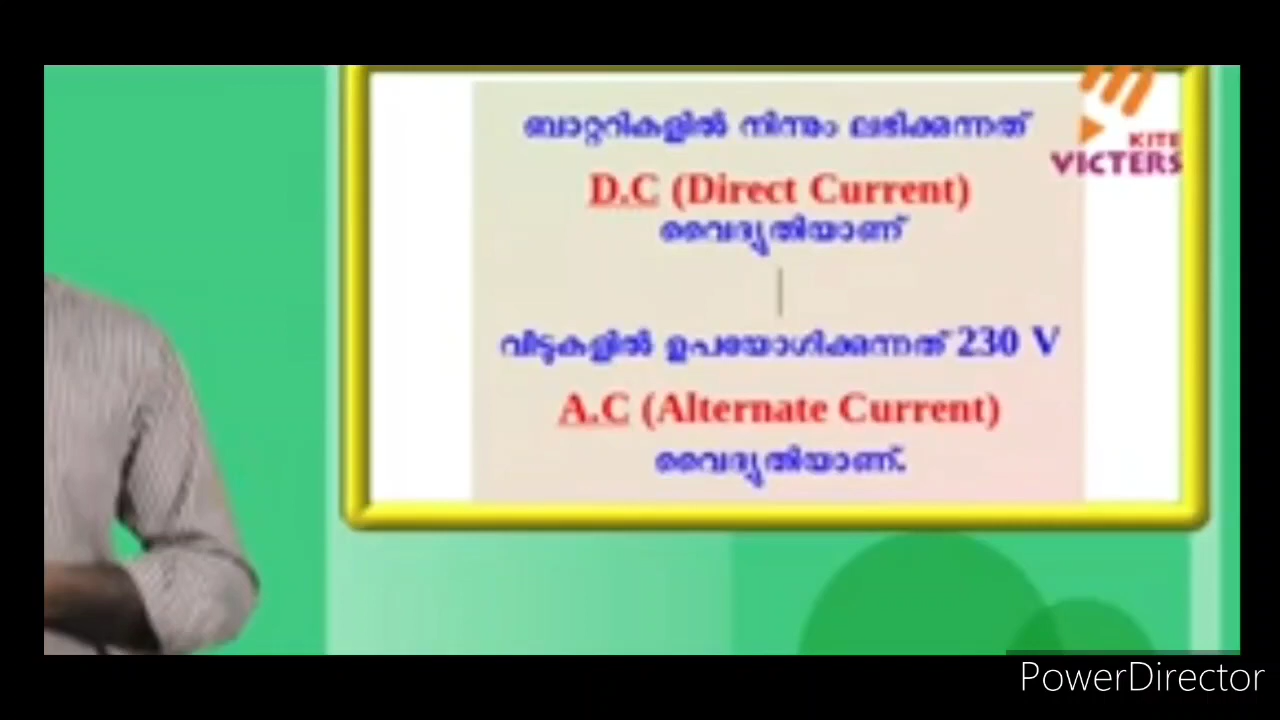 ബാറ്ററികളിൽ നിന്നും ലഭിക്കുന്നത്
KITE
VICTERS
D.C (Direct Current)
വൈദ്യുതിയാണ്
വീടുകളിൽ ഉപയോഗിക്കുന്നത് 230 V
A.C (Alternate Current)
വൈദ്യുതിയാണ്.
PowerDirector